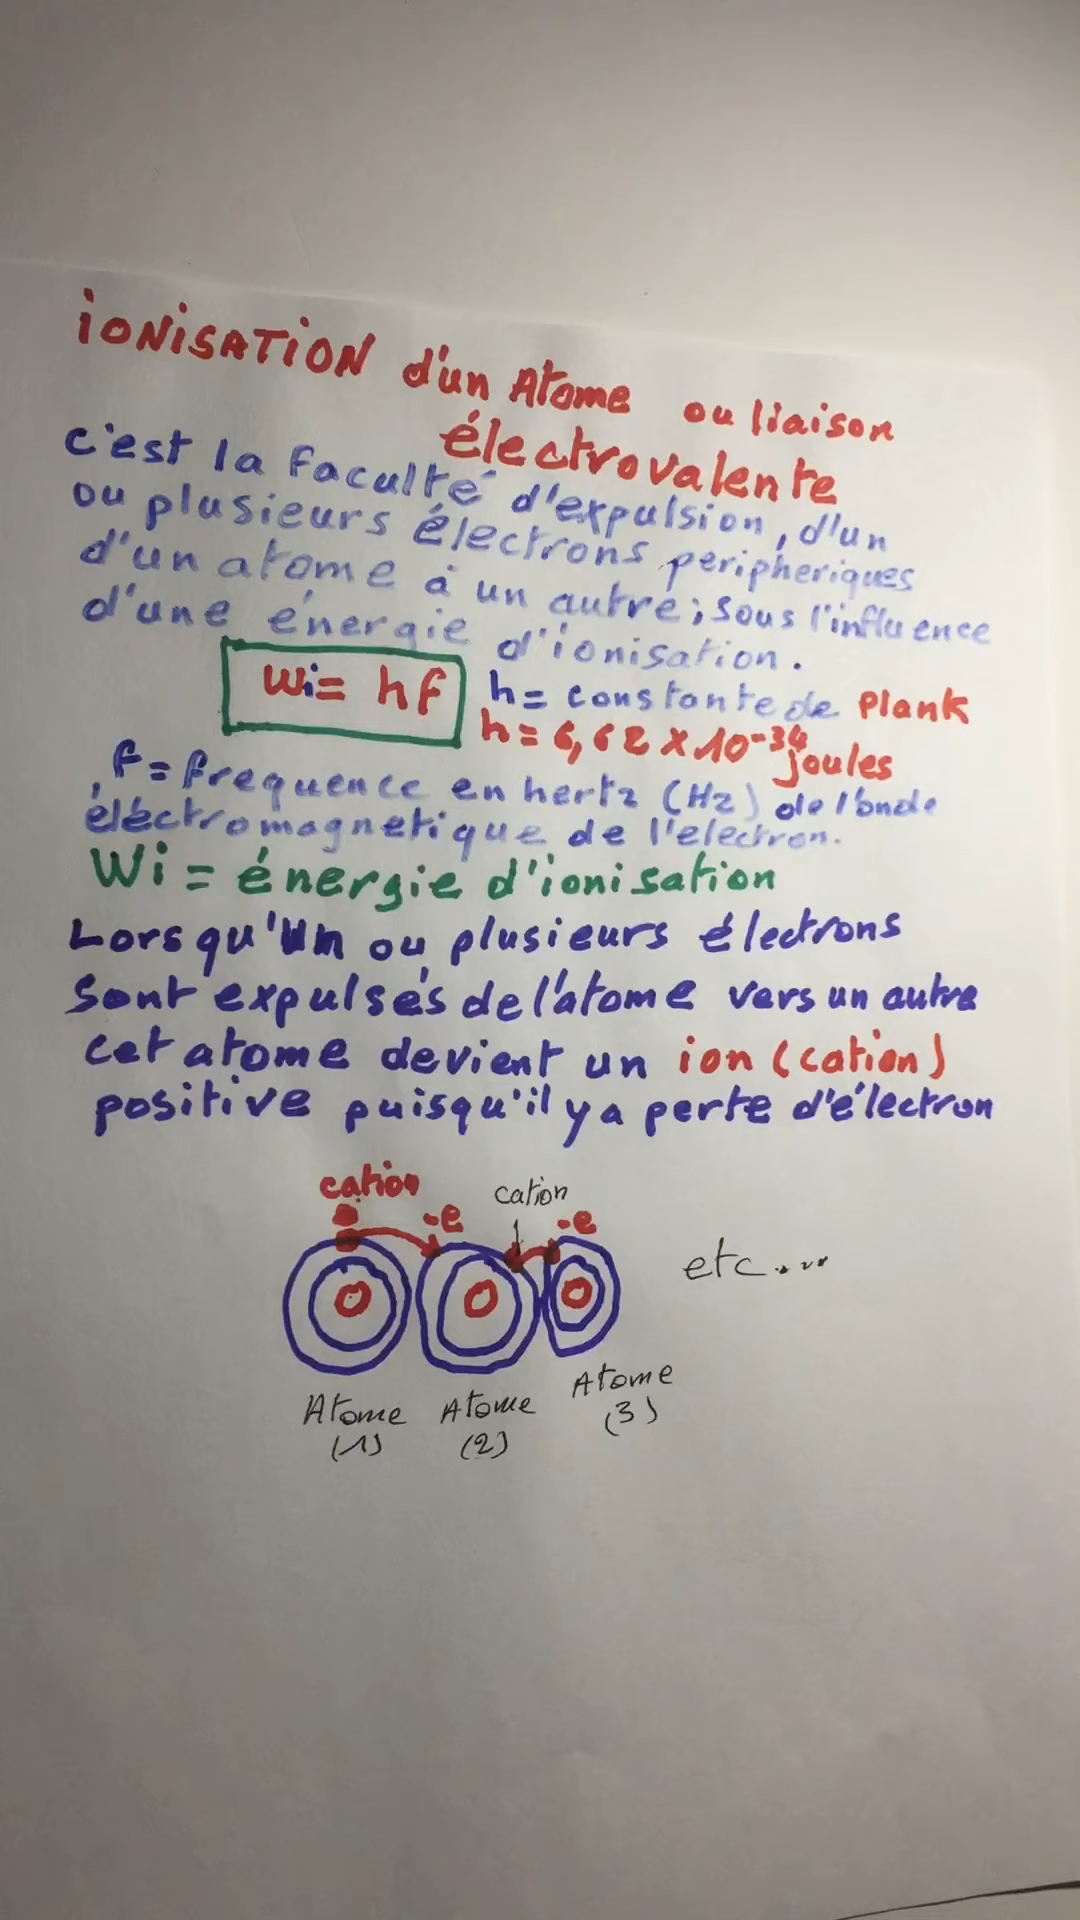 iONiSATiON d'un Atome ou liaison
électrovalente
c'est la faculté d'expulsion, d'un
ou plusieurs électrons peripheriques
d'un atome à un autre; sous l'influence
d'une énergie d'ionisation.
Wi= hf
h= constante de Plank
h= 6,62 x 10-34 joules
f= frequence en hertz (Hz) de l'onde
électromagnetique de l'electron.
Wi = énergie d'ionisation
Lorsqu'un ou plusieurs électrons
sont expulsés de l'atome vers un autre
cet atome devient un ion (cation)
positive puisqu'il y a perte d'électron
cation
cation
-e
-e
etc....
Atome
(1)
Atome
(2)
Atome
(3)